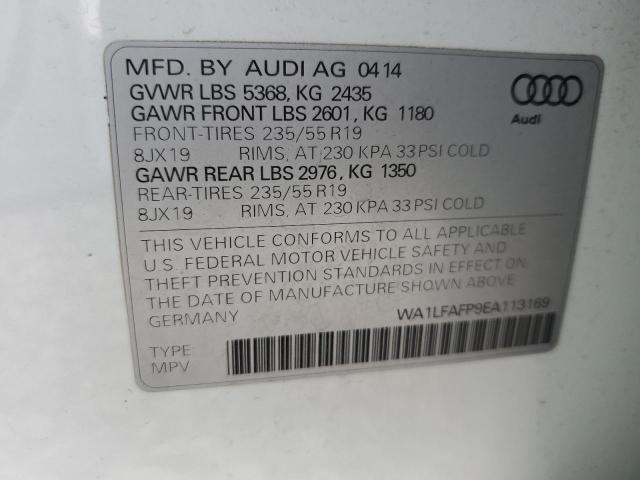 MFD. BY AUDI AG 04 14
GVWR LBS 5368, KG 2435
GAWR FRONT LBS 2601, KG 1180
FRONT-TIRES 235/55 R19
8JX19 RIMS, AT 230 KPA 33 PSI COLD
GAWR REAR LBS 2976, KG 1350
REAR-TIRES 235/55 R19
8JX19 RIMS, AT 230 KPA 33 PSI COLD
Audi
THIS VEHICLE CONFORMS TO ALL APPLICABLE
U.S. FEDERAL MOTOR VEHICLE SAFETY AND
THEFT PREVENTION STANDARDS IN EFFECT ON
THE DATE OF MANUFACTURE SHOWN ABOVE
GERMANY WA1LFAFP9EA113169
TYPE
MPV